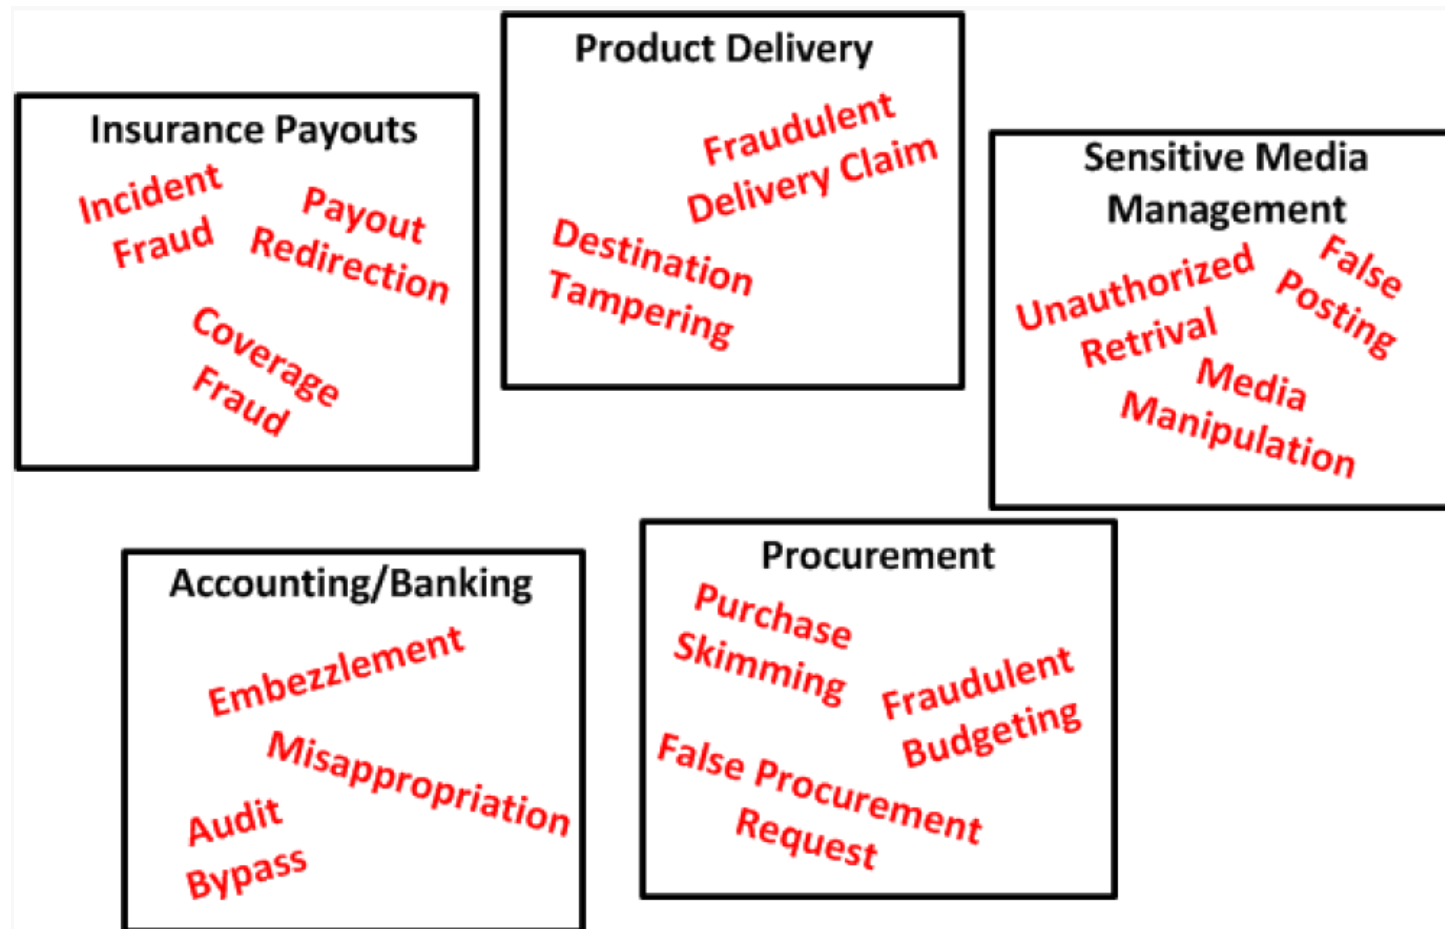 Product Delivery
Fraudulent
Delivery Claim
Destination
Tampering
Insurance Payouts
Incident
Fraud
Payout
Redirection
Coverage
Fraud
Sensitive Media
Management
Unauthorized
Retrival
False
Posting
Media
Manipulation
Accounting/Banking
Embezzlement
Misappropriation
Audit
Bypass
Procurement
Purchase
Skimming
Fraudulent
Budgeting
False Procurement
Request